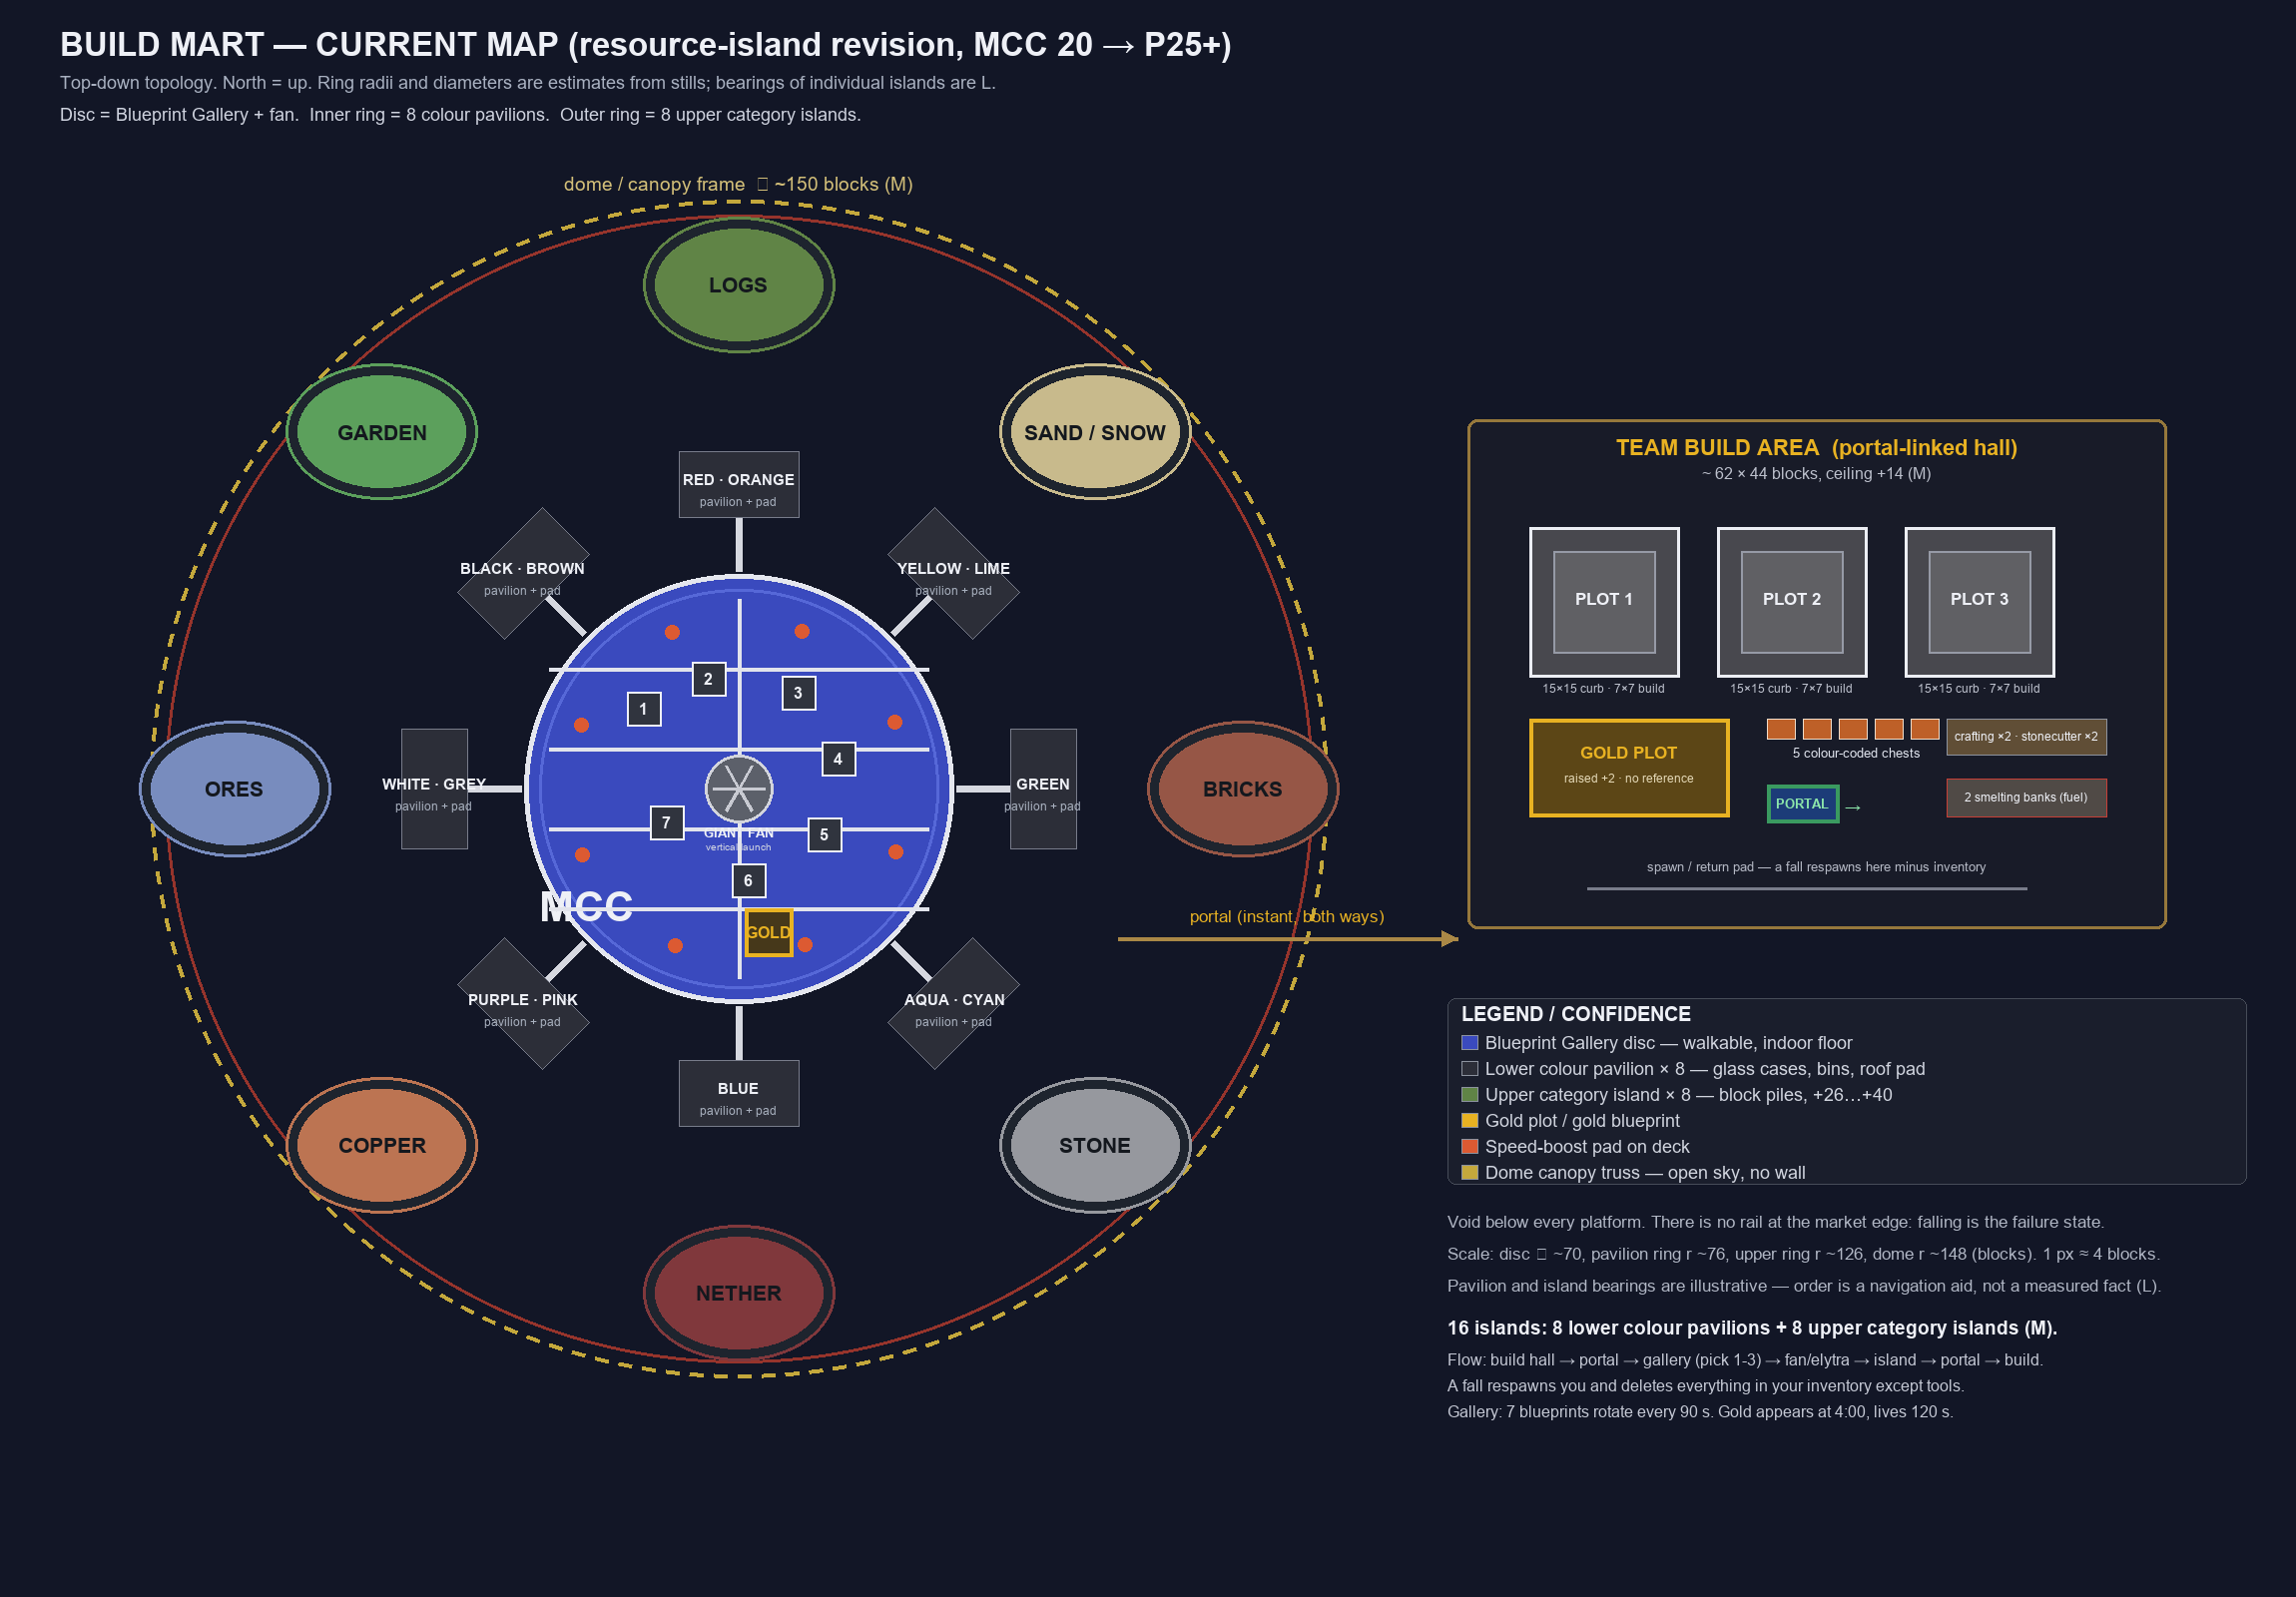 BUILD MART — CURRENT MAP (resource-island revision, MCC 20 → P25+)
Top-down topology. North = up. Ring radii and diameters are estimates from stills; bearings of individual islands are L.
Disc = Blueprint Gallery + fan. Inner ring = 8 colour pavilions. Outer ring = 8 upper category islands.
dome / canopy frame ▯ ~150 blocks (M)
LOGS
GARDEN
SAND / SNOW
RED · ORANGE
pavilion + pad
BLACK · BROWN
pavilion + pad
YELLOW · LIME
pavilion + pad
2
1
3
4
ORES
WHITE · GREY
pavilion + pad
GREEN
pavilion + pad
BRICKS
7
GIANT FAN
vertical launch
5
6
MCC
GOLD
PURPLE · PINK
pavilion + pad
AQUA · CYAN
pavilion + pad
BLUE
pavilion + pad
COPPER
STONE
NETHER
portal (instant, both ways)
TEAM BUILD AREA (portal-linked hall)
~ 62 × 44 blocks, ceiling +14 (M)
PLOT 1
PLOT 2
PLOT 3
15×15 curb · 7×7 build
15×15 curb · 7×7 build
15×15 curb · 7×7 build
GOLD PLOT
raised +2 · no reference
5 colour-coded chests
crafting ×2 · stonecutter ×2
PORTAL →
2 smelting banks (fuel)
spawn / return pad — a fall respawns here minus inventory
LEGEND / CONFIDENCE
Blueprint Gallery disc — walkable, indoor floor
Lower colour pavilion × 8 — glass cases, bins, roof pad
Upper category island × 8 — block piles, +26…+40
Gold plot / gold blueprint
Speed-boost pad on deck
Dome canopy truss — open sky, no wall
Void below every platform. There is no rail at the market edge: falling is the failure state.
Scale: disc ▯ ~70, pavilion ring r ~76, upper ring r ~126, dome r ~148 (blocks). 1 px ≈ 4 blocks.
Pavilion and island bearings are illustrative — order is a navigation aid, not a measured fact (L).
16 islands: 8 lower colour pavilions + 8 upper category islands (M).
Flow: build hall → portal → gallery (pick 1-3) → fan/elytra → island → portal → build.
A fall respawns you and deletes everything in your inventory except tools.
Gallery: 7 blueprints rotate every 90 s. Gold appears at 4:00, lives 120 s.